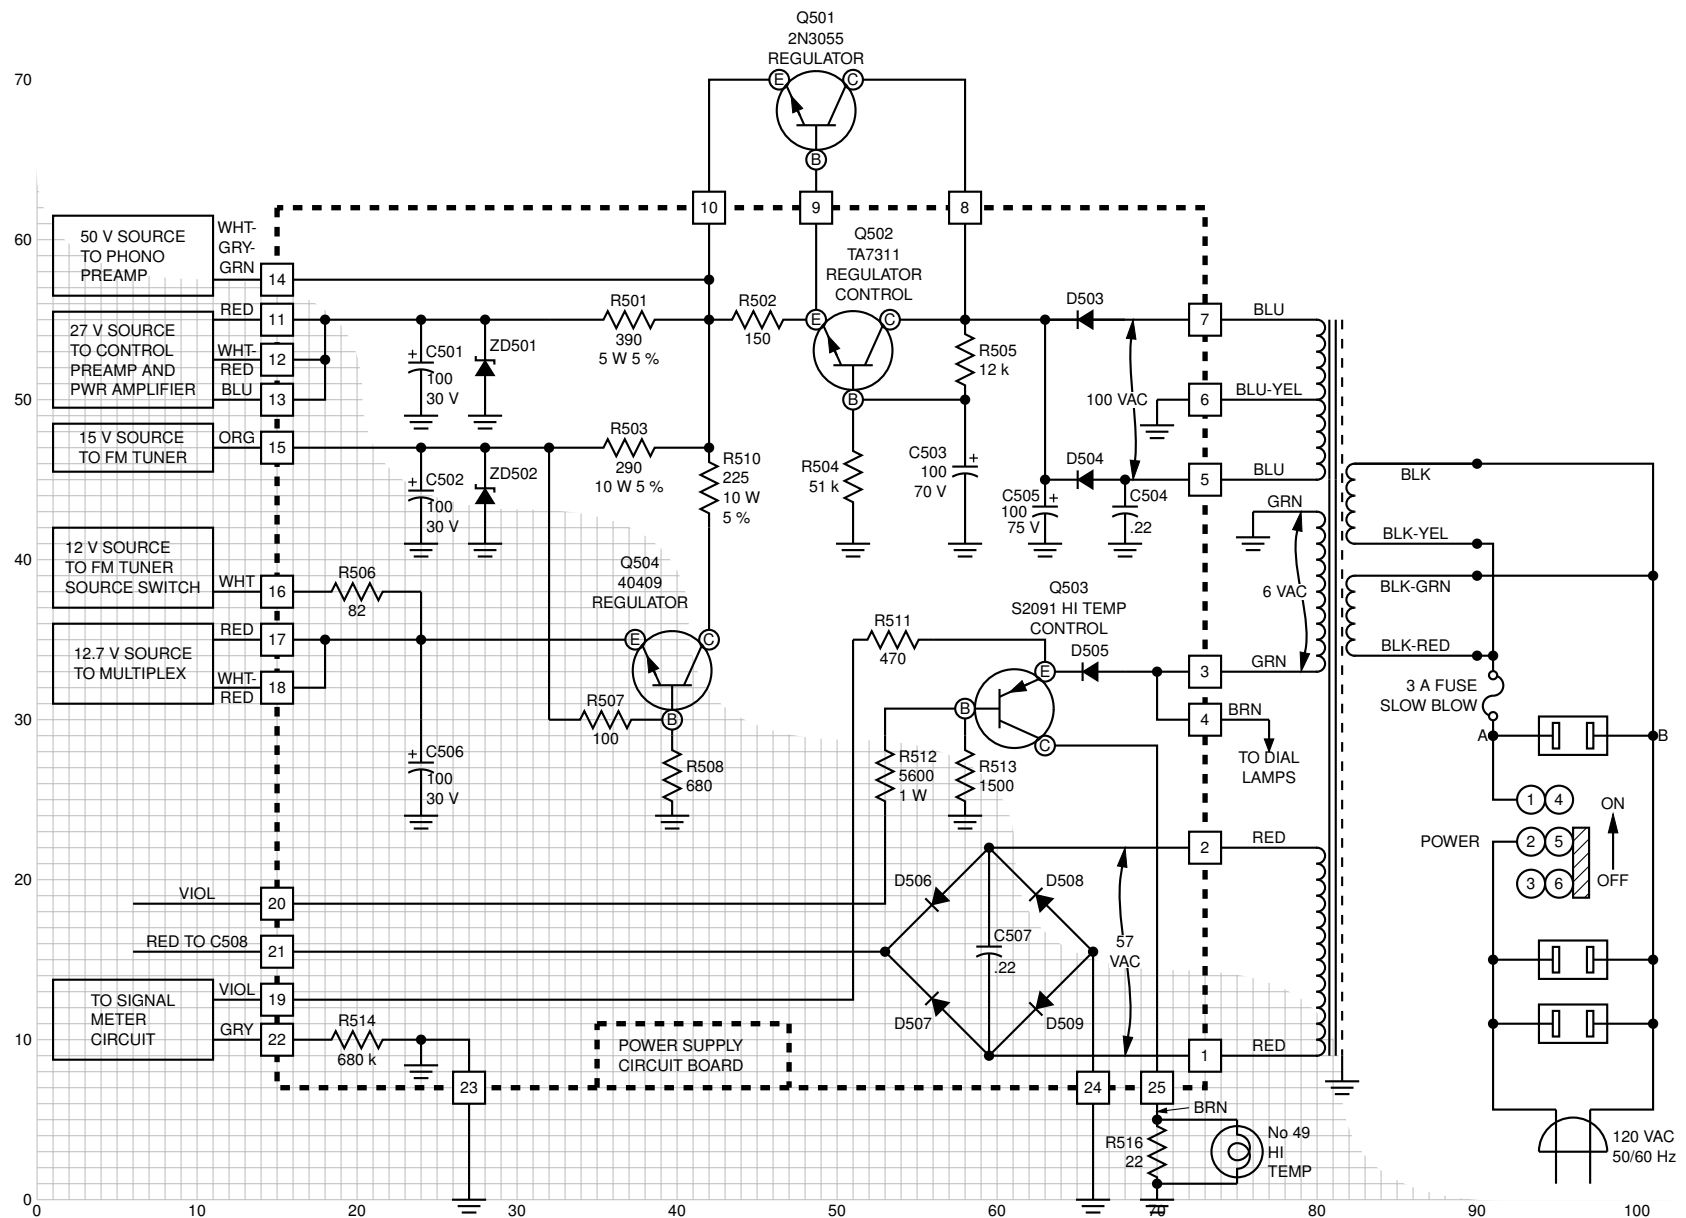 Q501
2N3055
REGULATOR
70
E
C
B
10
9
8
60
50 V SOURCE
TO PHONO
PREAMP
WHT-
GRY-
GRN
14
Q502
TA7311
REGULATOR
CONTROL
27 V SOURCE
TO CONTROL
PREAMP AND
PWR AMPLIFIER
RED
11
WHT-
RED
12
BLU
13
+
C501
100
30 V
ZD501
R501
390
5 W 5 %
R502
150
E
C
B
R505
12 k
D503
7
BLU
100 VAC
6
BLU-YEL
50
15 V SOURCE
TO FM TUNER
ORG
15
+
C502
100
30 V
ZD502
R503
290
10 W 5 %
R510
225
10 W
5 %
R504
51 k
C503
100
70 V
+
D504
5
BLU
C505
100
75 V
+
C504
.22
GRN
BLK
BLK-YEL
40
12 V SOURCE
TO FM TUNER
SOURCE SWITCH
WHT
16
R506
82
Q504
40409
REGULATOR
Q503
S2091 HI TEMP
CONTROL
6 VAC
BLK-GRN
12.7 V SOURCE
TO MULTIPLEX
RED
17
WHT-
RED
18
E
C
B
R511
470
E
D505
3
GRN
BLK-RED
3 A FUSE
SLOW BLOW
30
R507
100
B
C
4
BRN
TO DIAL
LAMPS
A
B
+
C506
100
30 V
R508
680
R512
5600
1 W
R513
1500
1
4
ON
POWER
2
5
OFF
3
6
20
2
RED
VIOL
20
D506
D508
RED TO C508
21
C507
.22
57
VAC
TO SIGNAL
METER
CIRCUIT
VIOL
19
GRY
22
R514
680 k
D507
D509
10
POWER SUPPLY
CIRCUIT BOARD
1
RED
23
24
25
BRN
R516
22
No 49
HI
TEMP
120 VAC
50/60 Hz
0
0
10
20
30
40
50
60
70
80
90
100